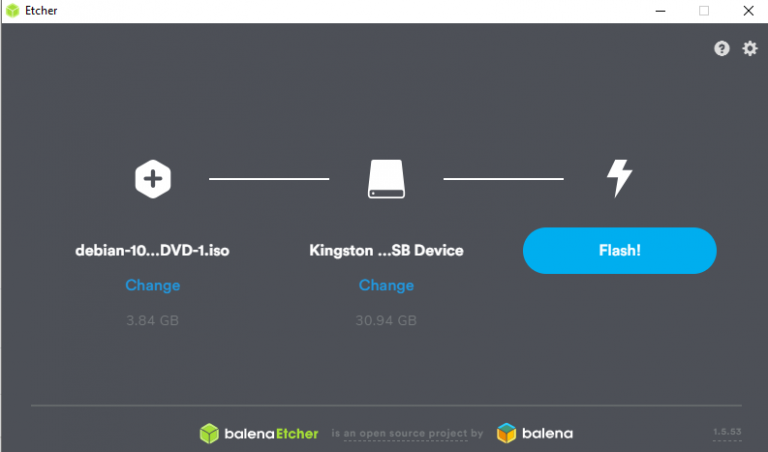 Etcher
debian-10...DVD-1.iso
Kingston ...SB Device
Flash!
Change
Change
3.84 GB
30.94 GB
balenaEtcher is an open source project by balena 1.5.53